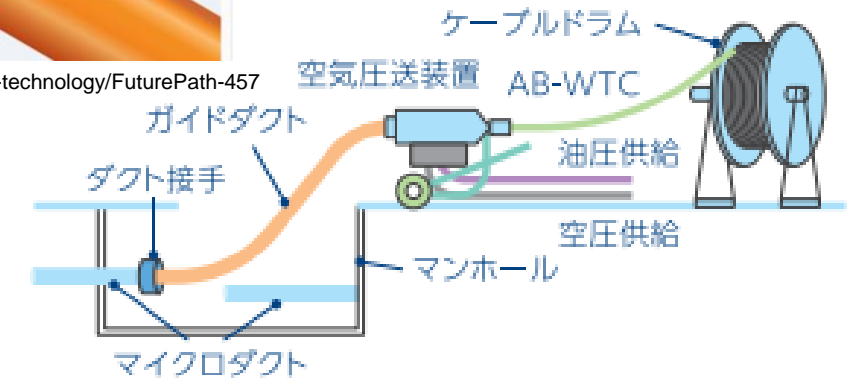 ケーブルドラム
-technology/FuturePath-457
空気圧送装置
AB-WTC
ガイドダクト
油圧供給
ダクト接手
空圧供給
マンホール
マイクロダクト